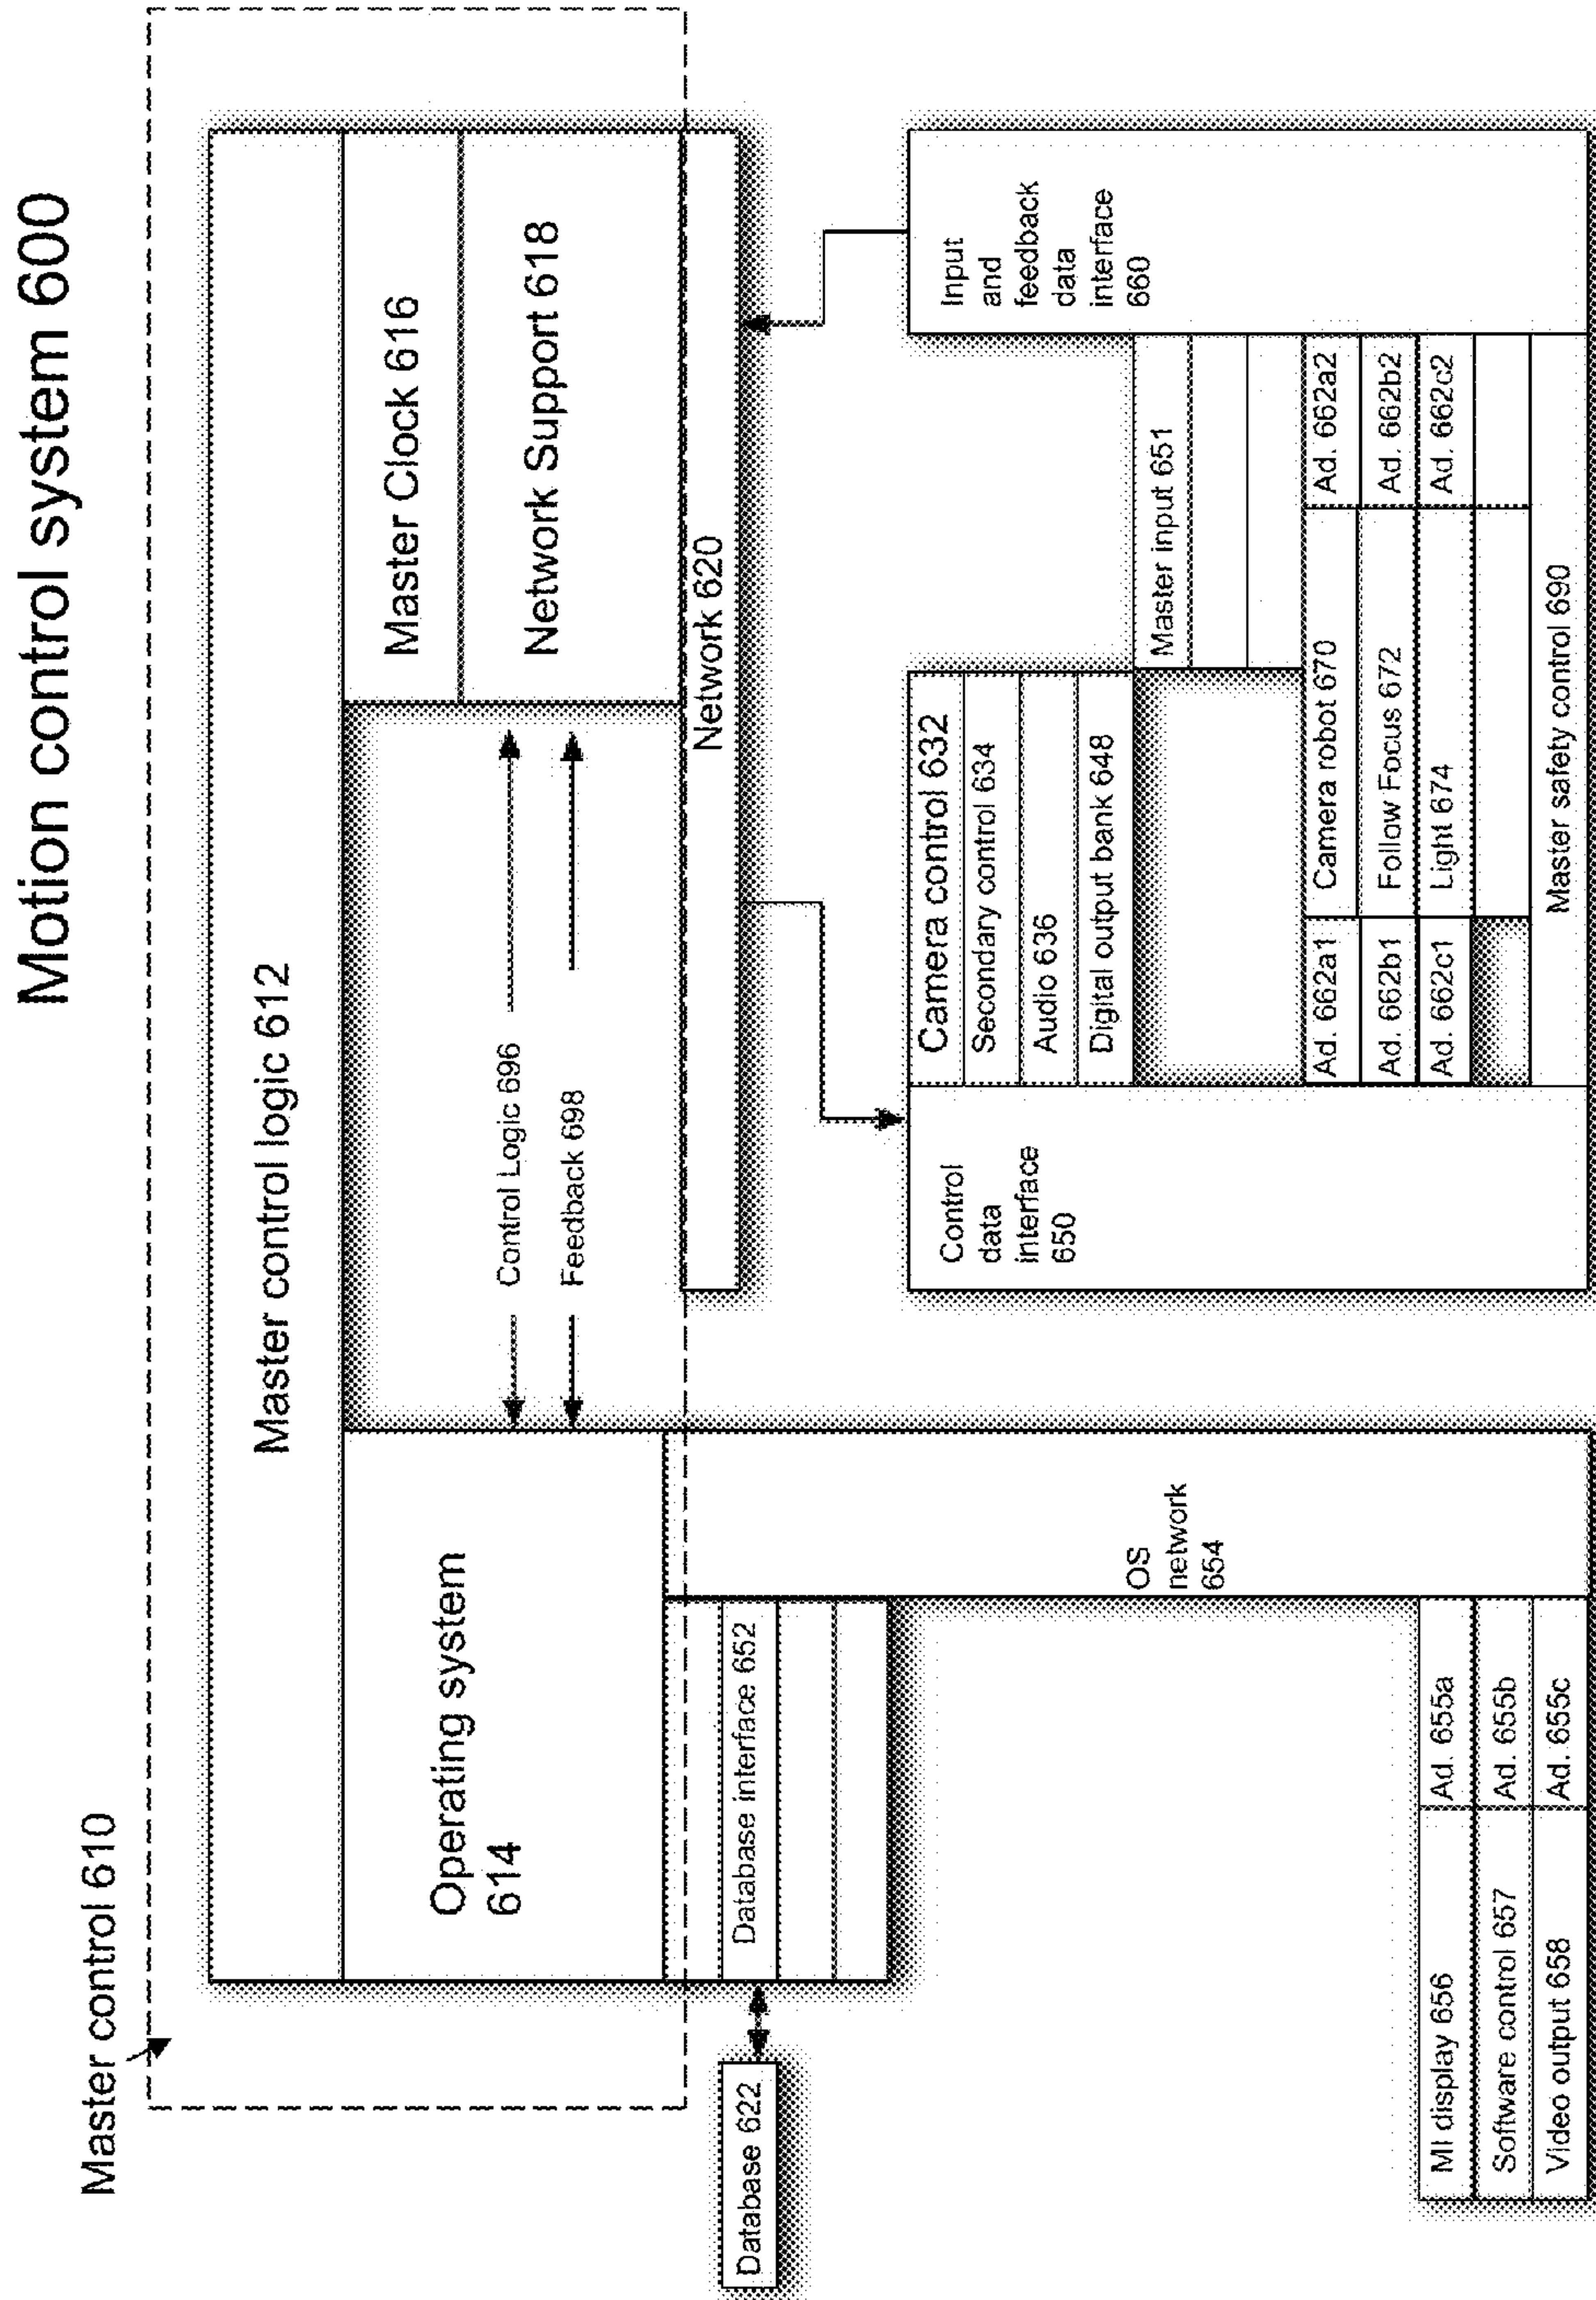 Motion control system 600
Master control 610
Master control logic 612
Operating system
614
Control Logic 696
Feedback 698
Master Clock 616
Network Support 618
Network 620
Database 622
Database interface 652
OS
network
654
MI display 656
Ad. 655a
Software control 657
Ad. 655b
Video output 658
Ad. 655c
Control
data
interface
650
Camera control 632
Secondary control 634
Audio 636
Digital output bank 648
Master input 651
Input
and
feedback
data
interface
660
Ad. 662a1
Camera robot 670
Ad. 662a2
Ad. 662b1
Follow Focus 672
Ad. 662b2
Ad. 662c1
Light 674
Ad. 662c2
Master safety control 690